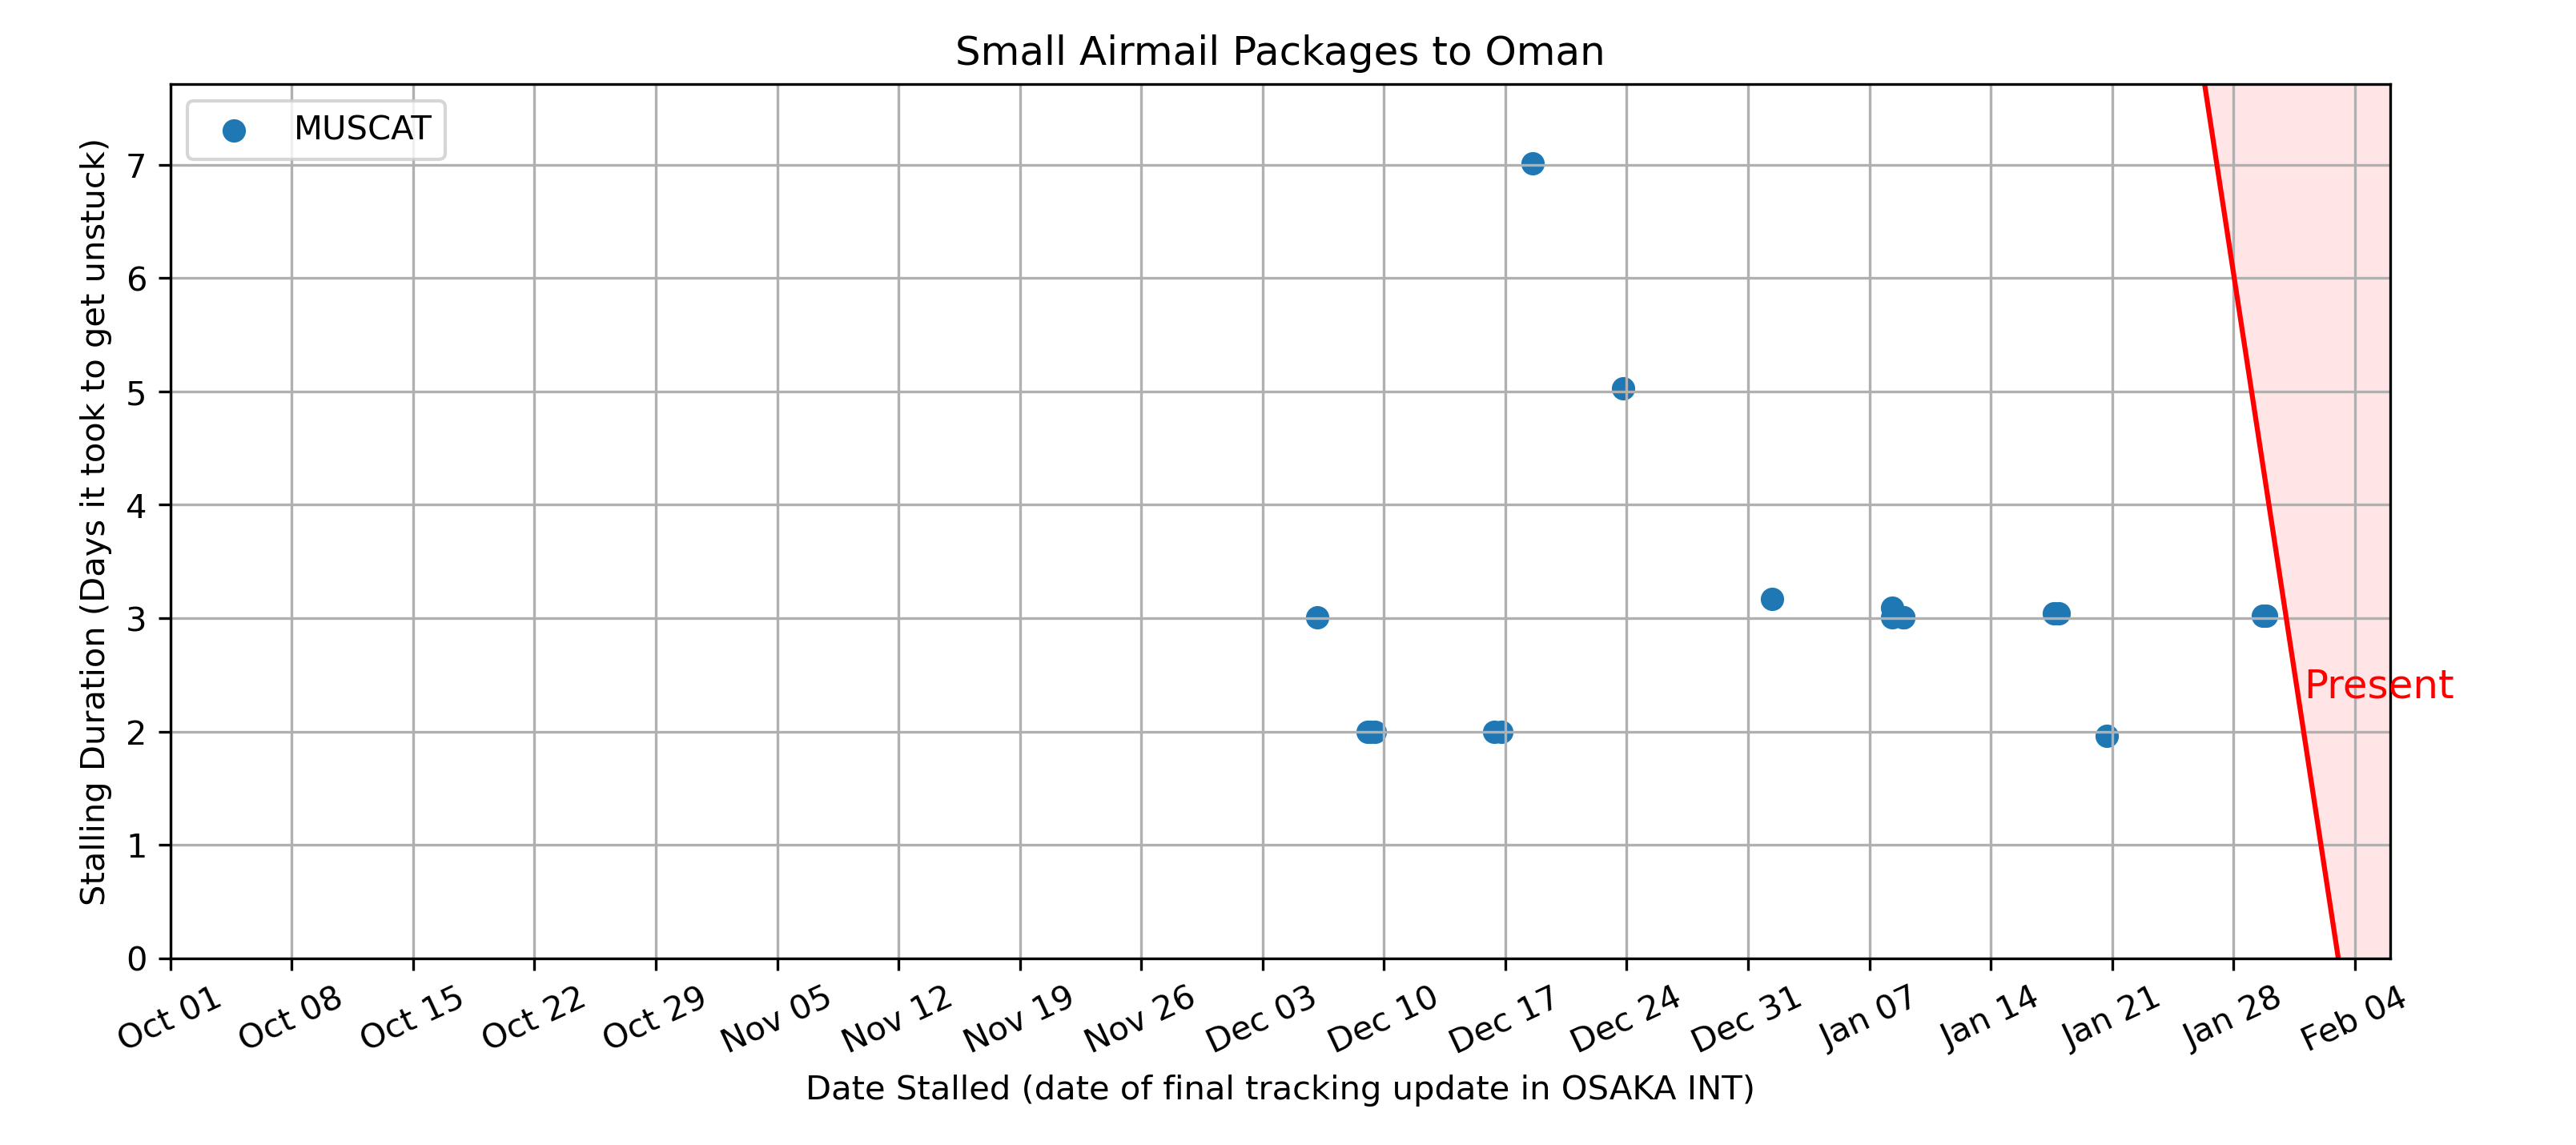 Small Airmail Packages to Oman
MUSCAT
Stalling Duration (Days it took to get unstuck)
7
6
5
4
3
2
1
0
Present
Oct 01
Oct 08
Oct 15
Oct 22
Oct 29
Nov 05
Nov 12
Nov 19
Nov 26
Dec 03
Dec 10
Dec 17
Dec 24
Dec 31
Jan 07
Jan 14
Jan 21
Jan 28
Feb 04
Date Stalled (date of final tracking update in OSAKA INT)